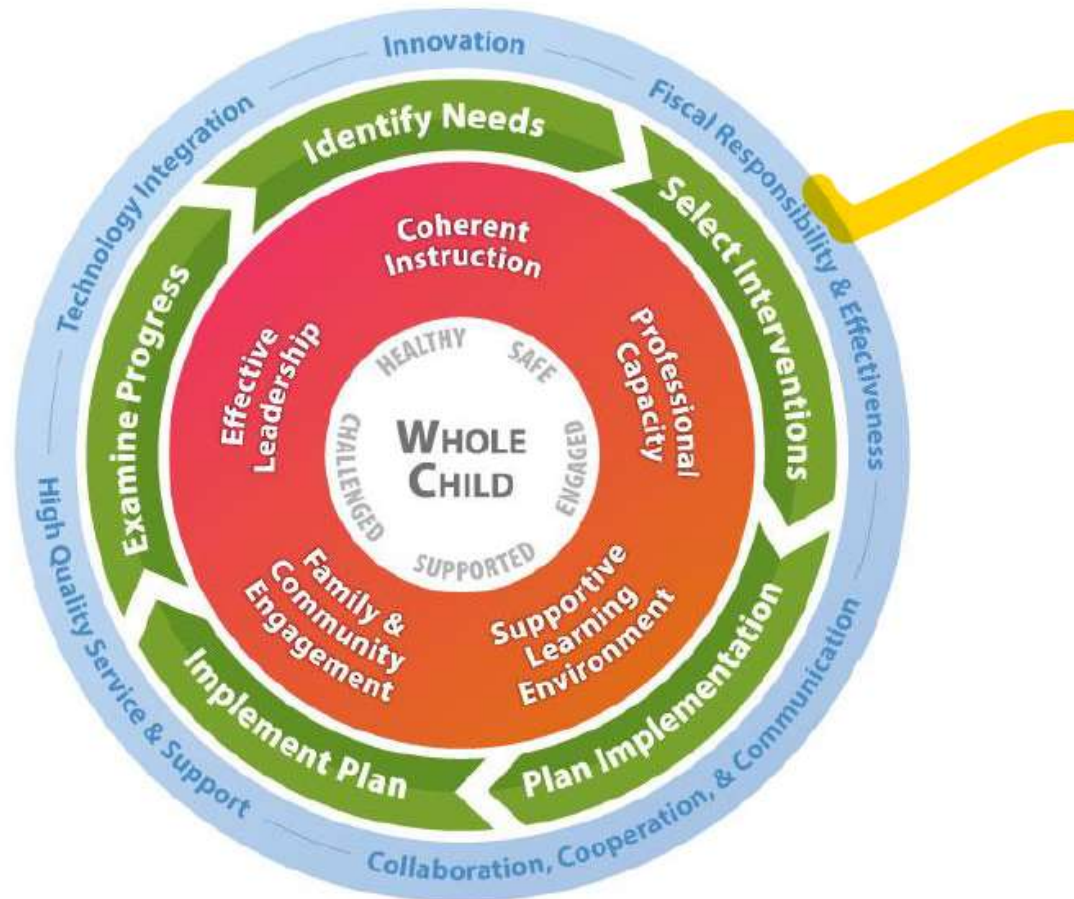 Innovation
Fiscal Responsibility & Effectiveness
Collaboration, Cooperation, & Communication
High Quality Service & Support
Technology Integration
Identify Needs
Select Interventions
Plan Implementation
Implement Plan
Examine Progress
Coherent
Instruction
Professional
Capacity
Supportive
Learning
Environment
Family &
Community
Engagement
Effective
Leadership
HEALTHY
SAFE
ENGAGED
SUPPORTED
CHALLENGED
WHOLE
CHILD